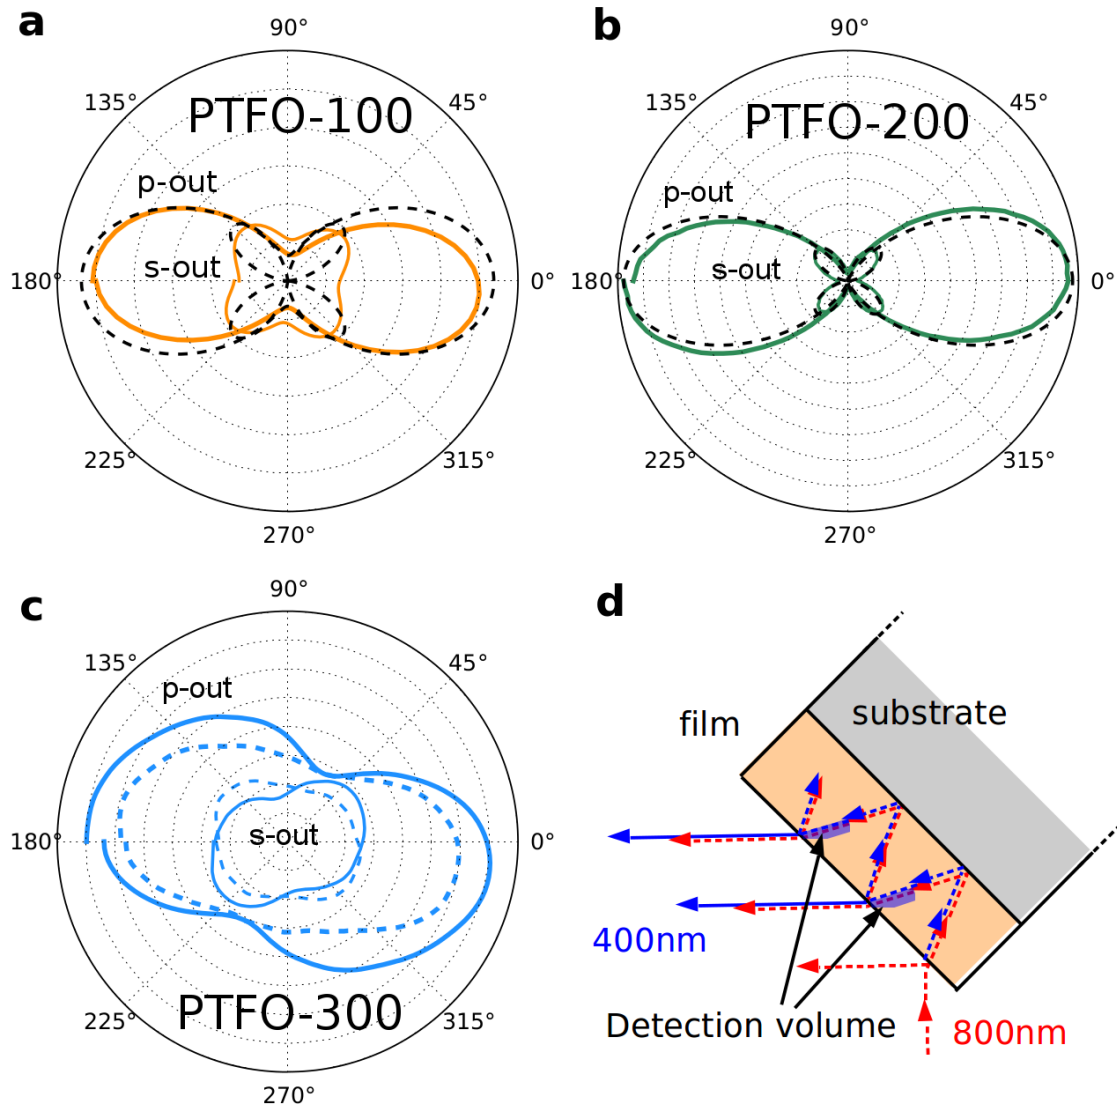 a
90°
135°
45°
PTFO-100
p-out
s-out
180°
0°
225°
315°
270°
b
90°
135°
45°
PTFO-200
p-out
s-out
180°
0°
225°
315°
270°
c
90°
135°
45°
p-out
s-out
180°
0°
PTFO-300
225°
315°
270°
d
film
substrate
400nm
Detection volume
800nm